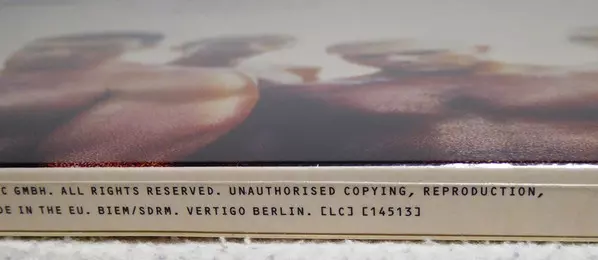 C GMBH. ALL RIGHTS RESERVED. UNAUTHORISED COPYING, REPRODUCTION,
DE IN THE EU. BIEM/SDRM. VERTIGO BERLIN. [LC] [14513]